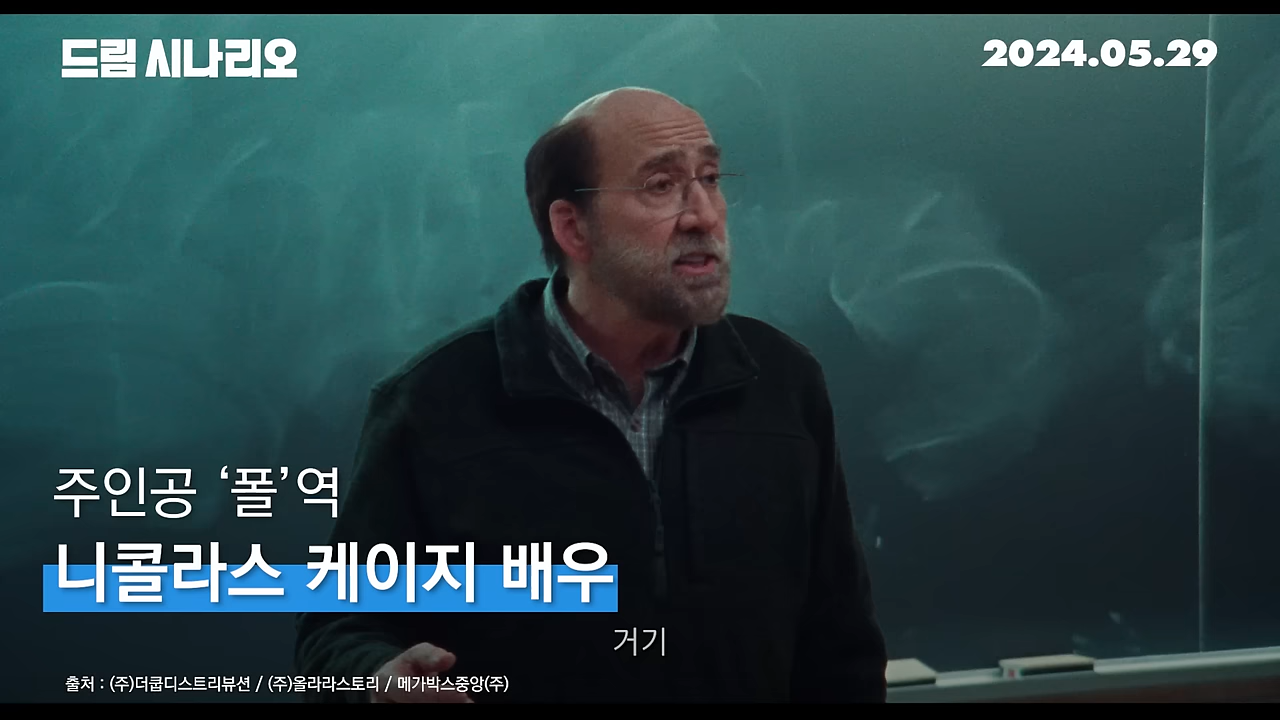 드림 시나리오
2024.05.29
주인공 ‘폴’역
니콜라스 케이지 배우
거기
출처 : (주)더쿱디스트리뷰션 / (주)올라라스토리 / 메가박스중앙(주)